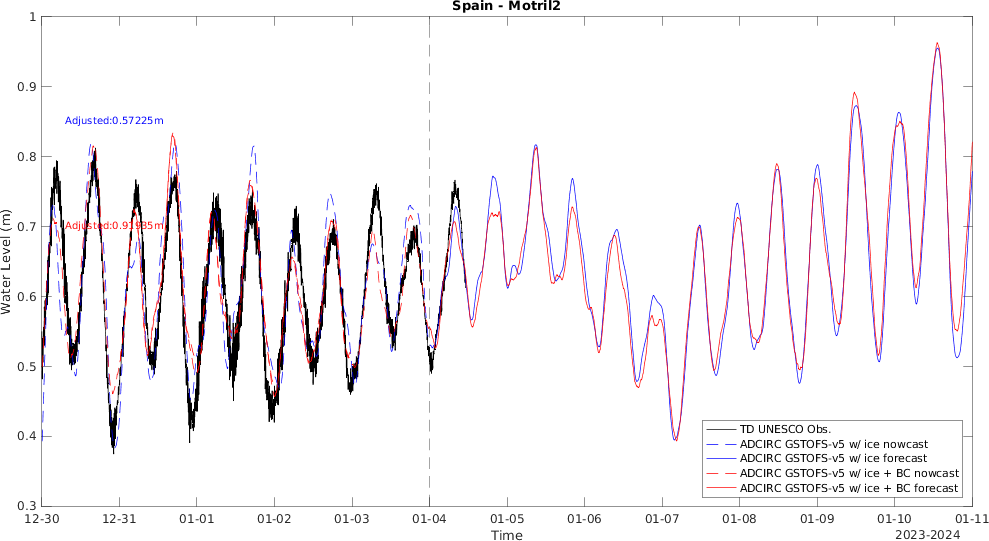 Spain - Motril2
1
0.9
0.8
0.7
0.6
0.5
0.4
0.3
Water Level (m)
Adjusted:0.57225m
Adjusted:0.91935m
TD UNESCO Obs.
ADCIRC GSTOFS-v5 w/ ice nowcast
ADCIRC GSTOFS-v5 w/ ice forecast
ADCIRC GSTOFS-v5 w/ ice + BC nowcast
ADCIRC GSTOFS-v5 w/ ice + BC forecast
12-30 12-31 01-01 01-02 01-03 01-04 01-05 01-06 01-07 01-08 01-09 01-10 01-11
Time
2023-2024